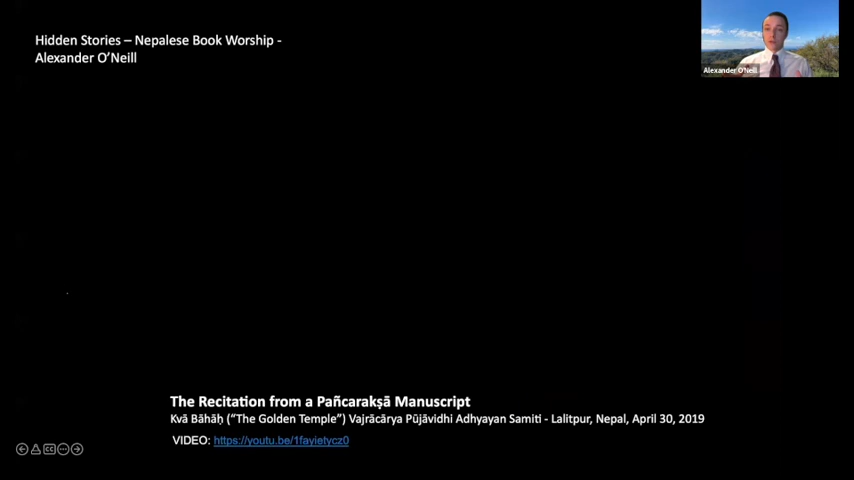 Hidden Stories – Nepalese Book Worship -
Alexander O'Neill
Alexander O'Neill
The Recitation from a Pañcarakṣā Manuscript
Kvā Bāhāḥ (“The Golden Temple”) Vajrācārya Pūjāvidhi Adhyayan Samiti - Lalitpur, Nepal, April 30, 2019
VIDEO: https://youtu.be/1fayietycz0
CC